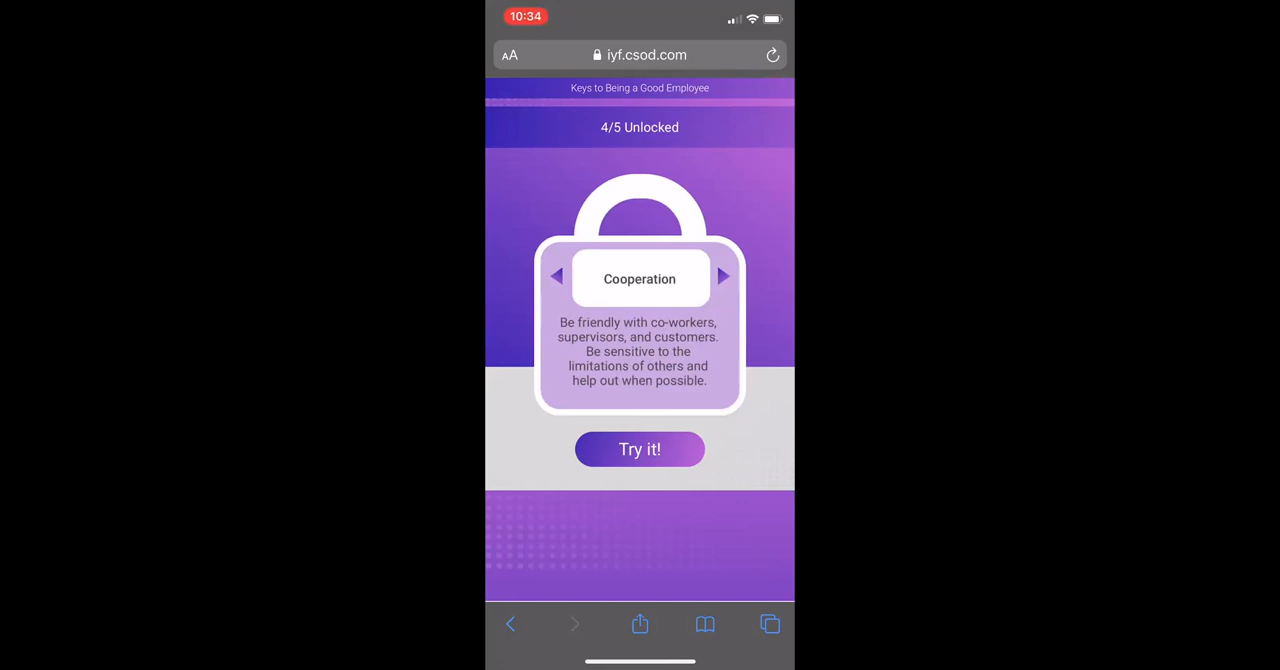 10:34
AA
iyf.csod.com
Keys to Being a Good Employee
4/5 Unlocked
Cooperation
Be friendly with co-workers,
supervisors, and customers.
Be sensitive to the
limitations of others and
help out when possible.
Try it!